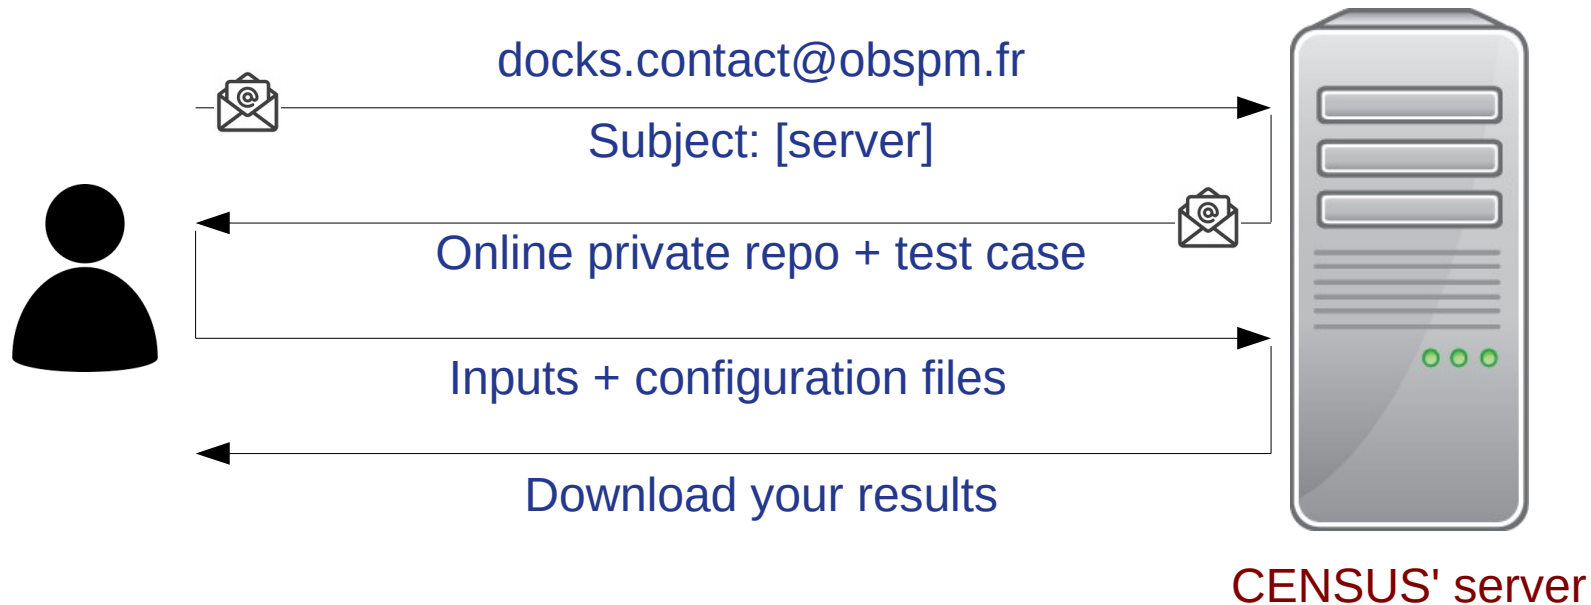 docks.contact@obspm.fr
Subject: [server]
Online private repo + test case
Inputs + configuration files
Download your results
CENSUS' server